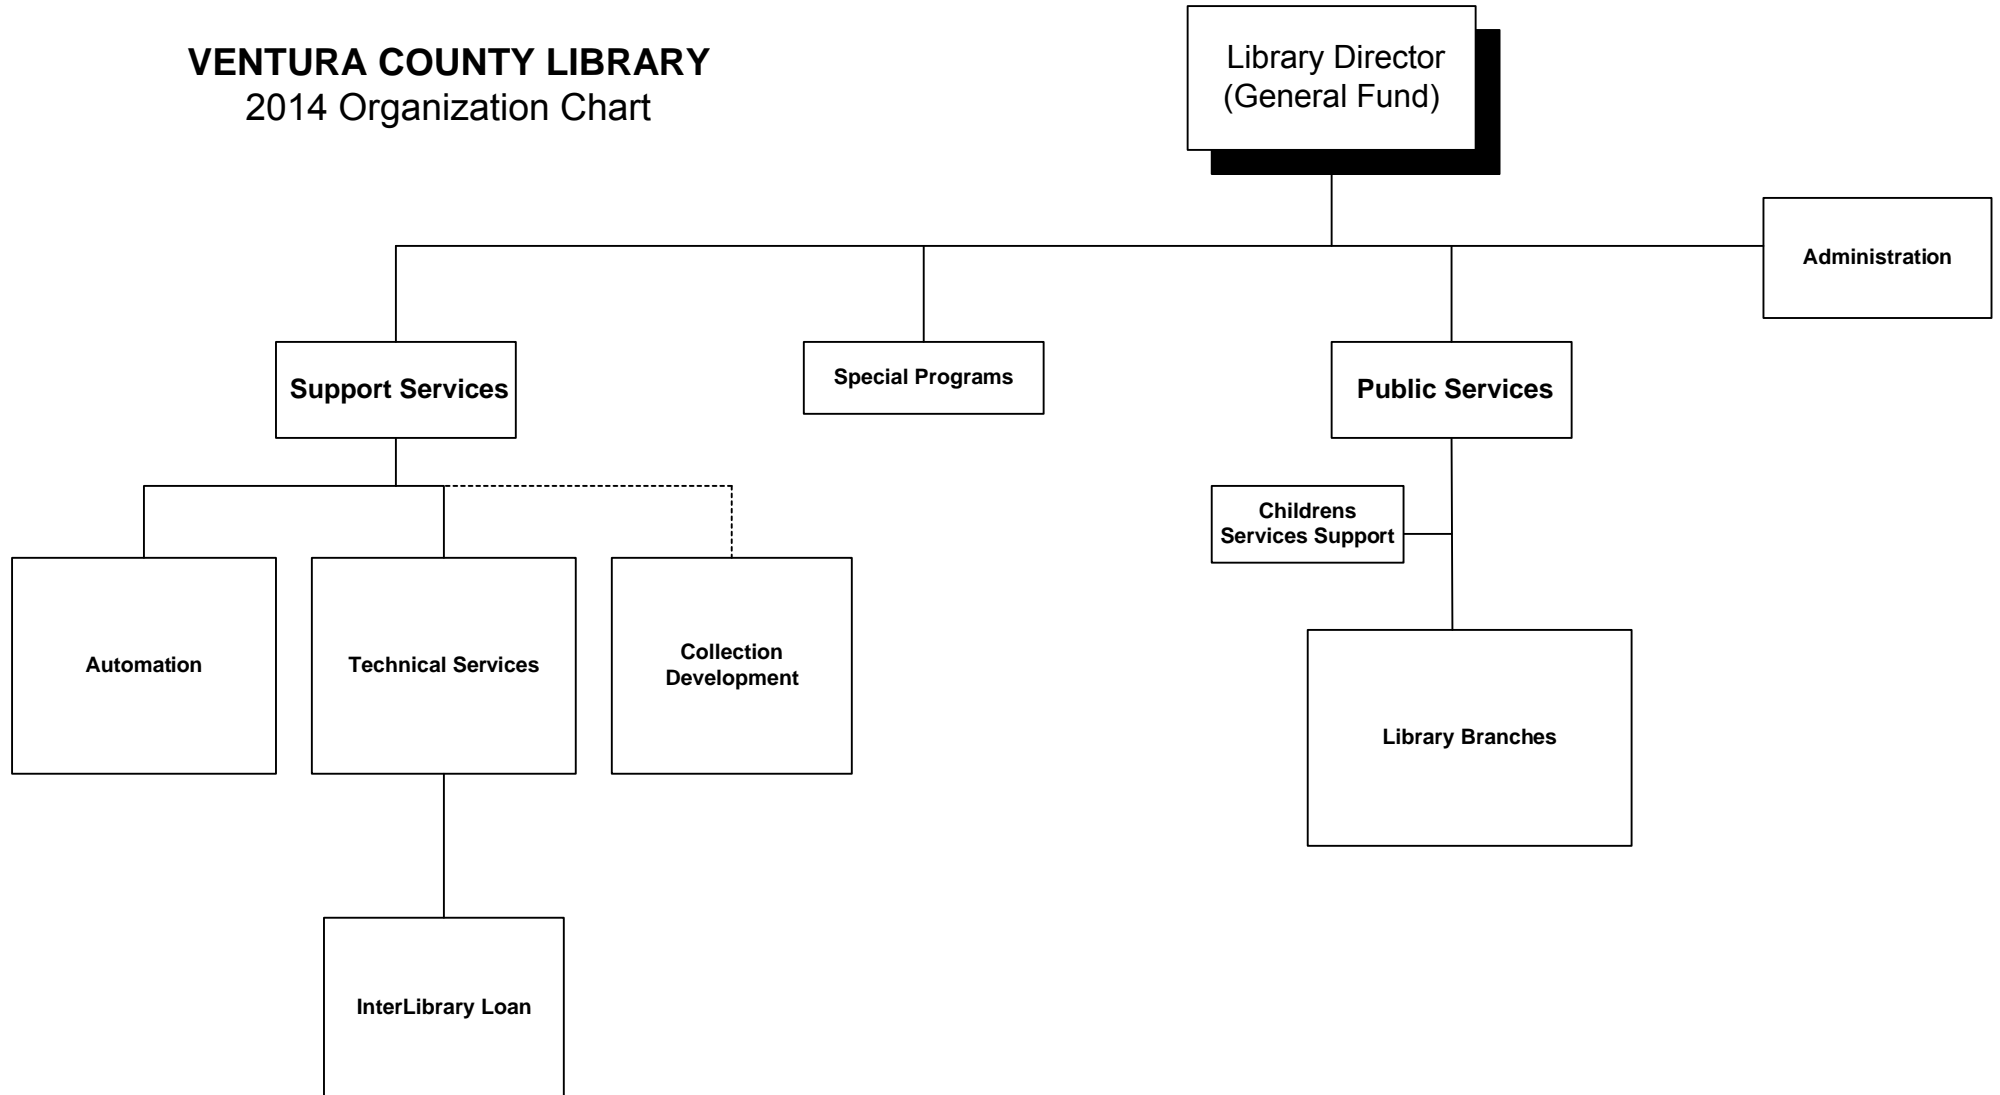 VENTURA COUNTY LIBRARY
2014 Organization Chart
Library Director
(General Fund)
Administration
Support Services
Special Programs
Public Services
Childrens
Services Support
Automation
Technical Services
Collection
Development
Library Branches
InterLibrary Loan